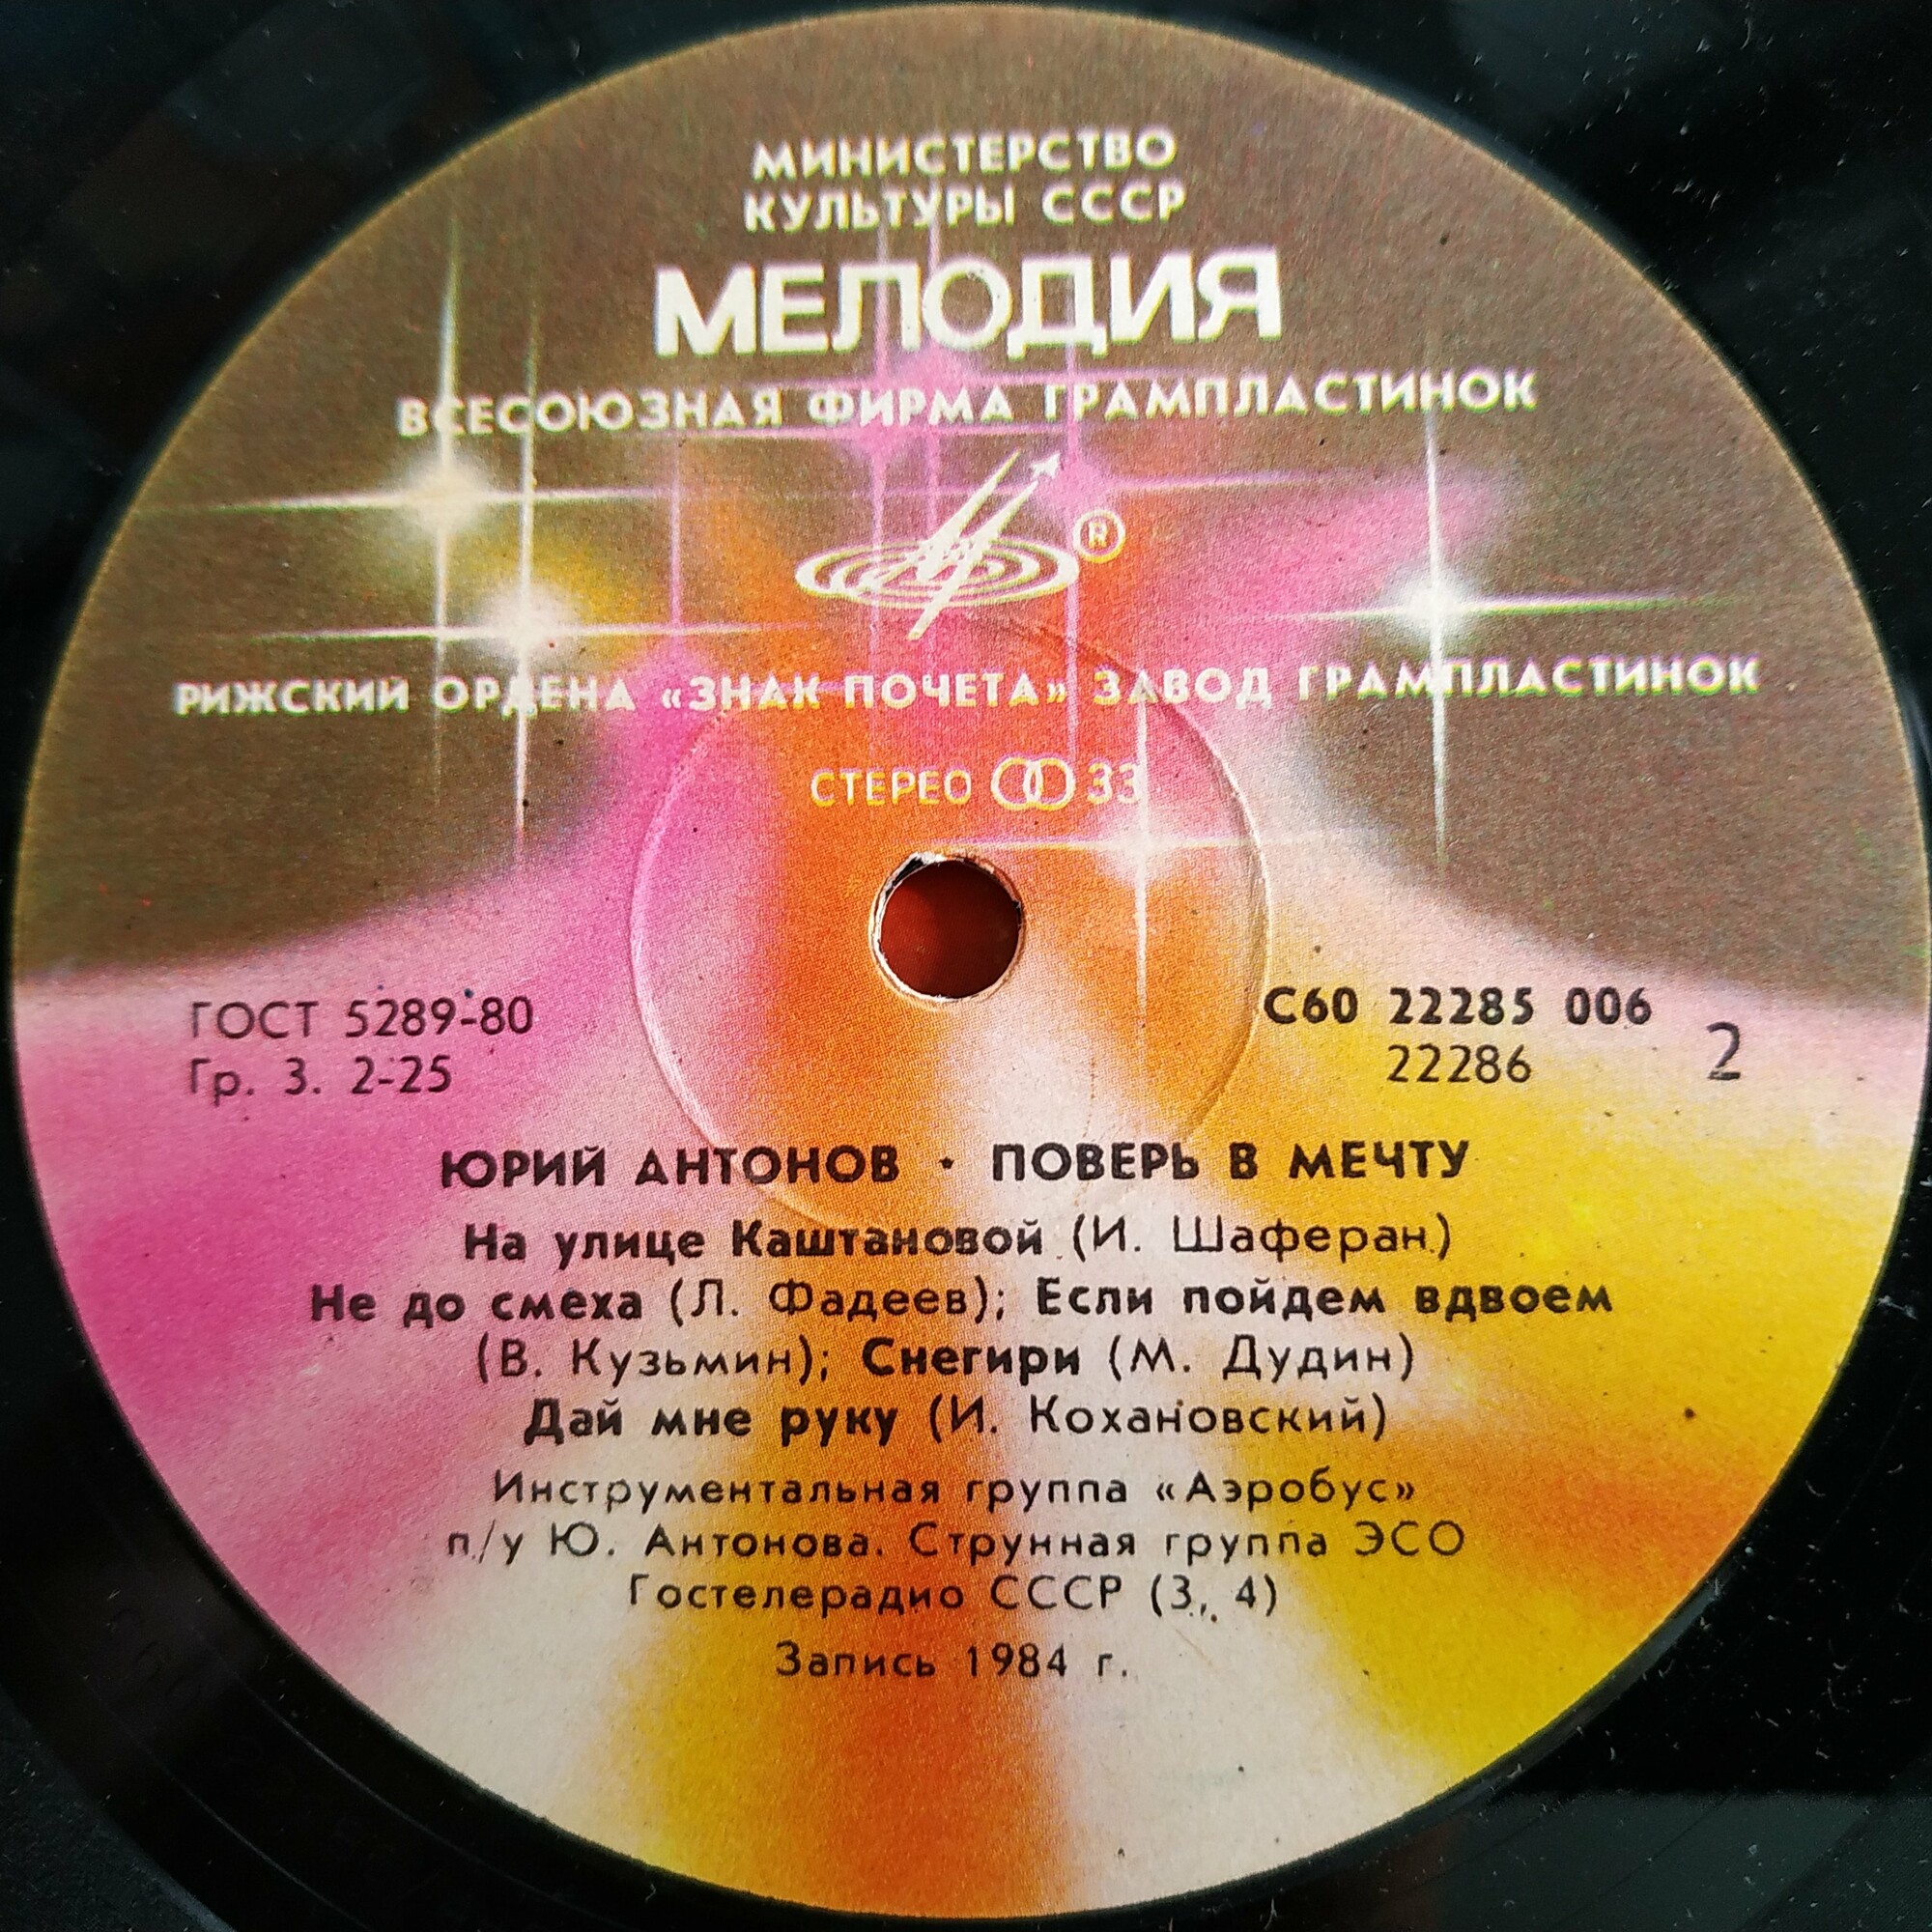 МИНИСТЕРСТВО
КУЛЬТУРЫ СССР
МЕЛОДИЯ
ВСЕСОЮЗНАЯ ФИРМА ГРАМПЛАСТИНОК
®
РИЖСКИЙ ОРДЕНА «ЗНАК ПОЧЕТА» ЗАВОД ГРАМПЛАСТИНОК
СТЕРЕО 33
ГОСТ 5289-80
Гр. 3. 2-25
С60 22285 006
22286
2
ЮРИЙ АНТОНОВ · ПОВЕРЬ В МЕЧТУ
На улице Каштановой (И. Шаферан)
Не до смеха (Л. Фадеев); Если пойдем вдвоем
(В. Кузьмин); Снегири (М. Дудин)
Дай мне руку (И. Кохановский)
Инструментальная группа «Аэробус»
п/у Ю. Антонова. Струнная группа ЭСО
Гостелерадио СССР (3, 4)
Запись 1984 г.